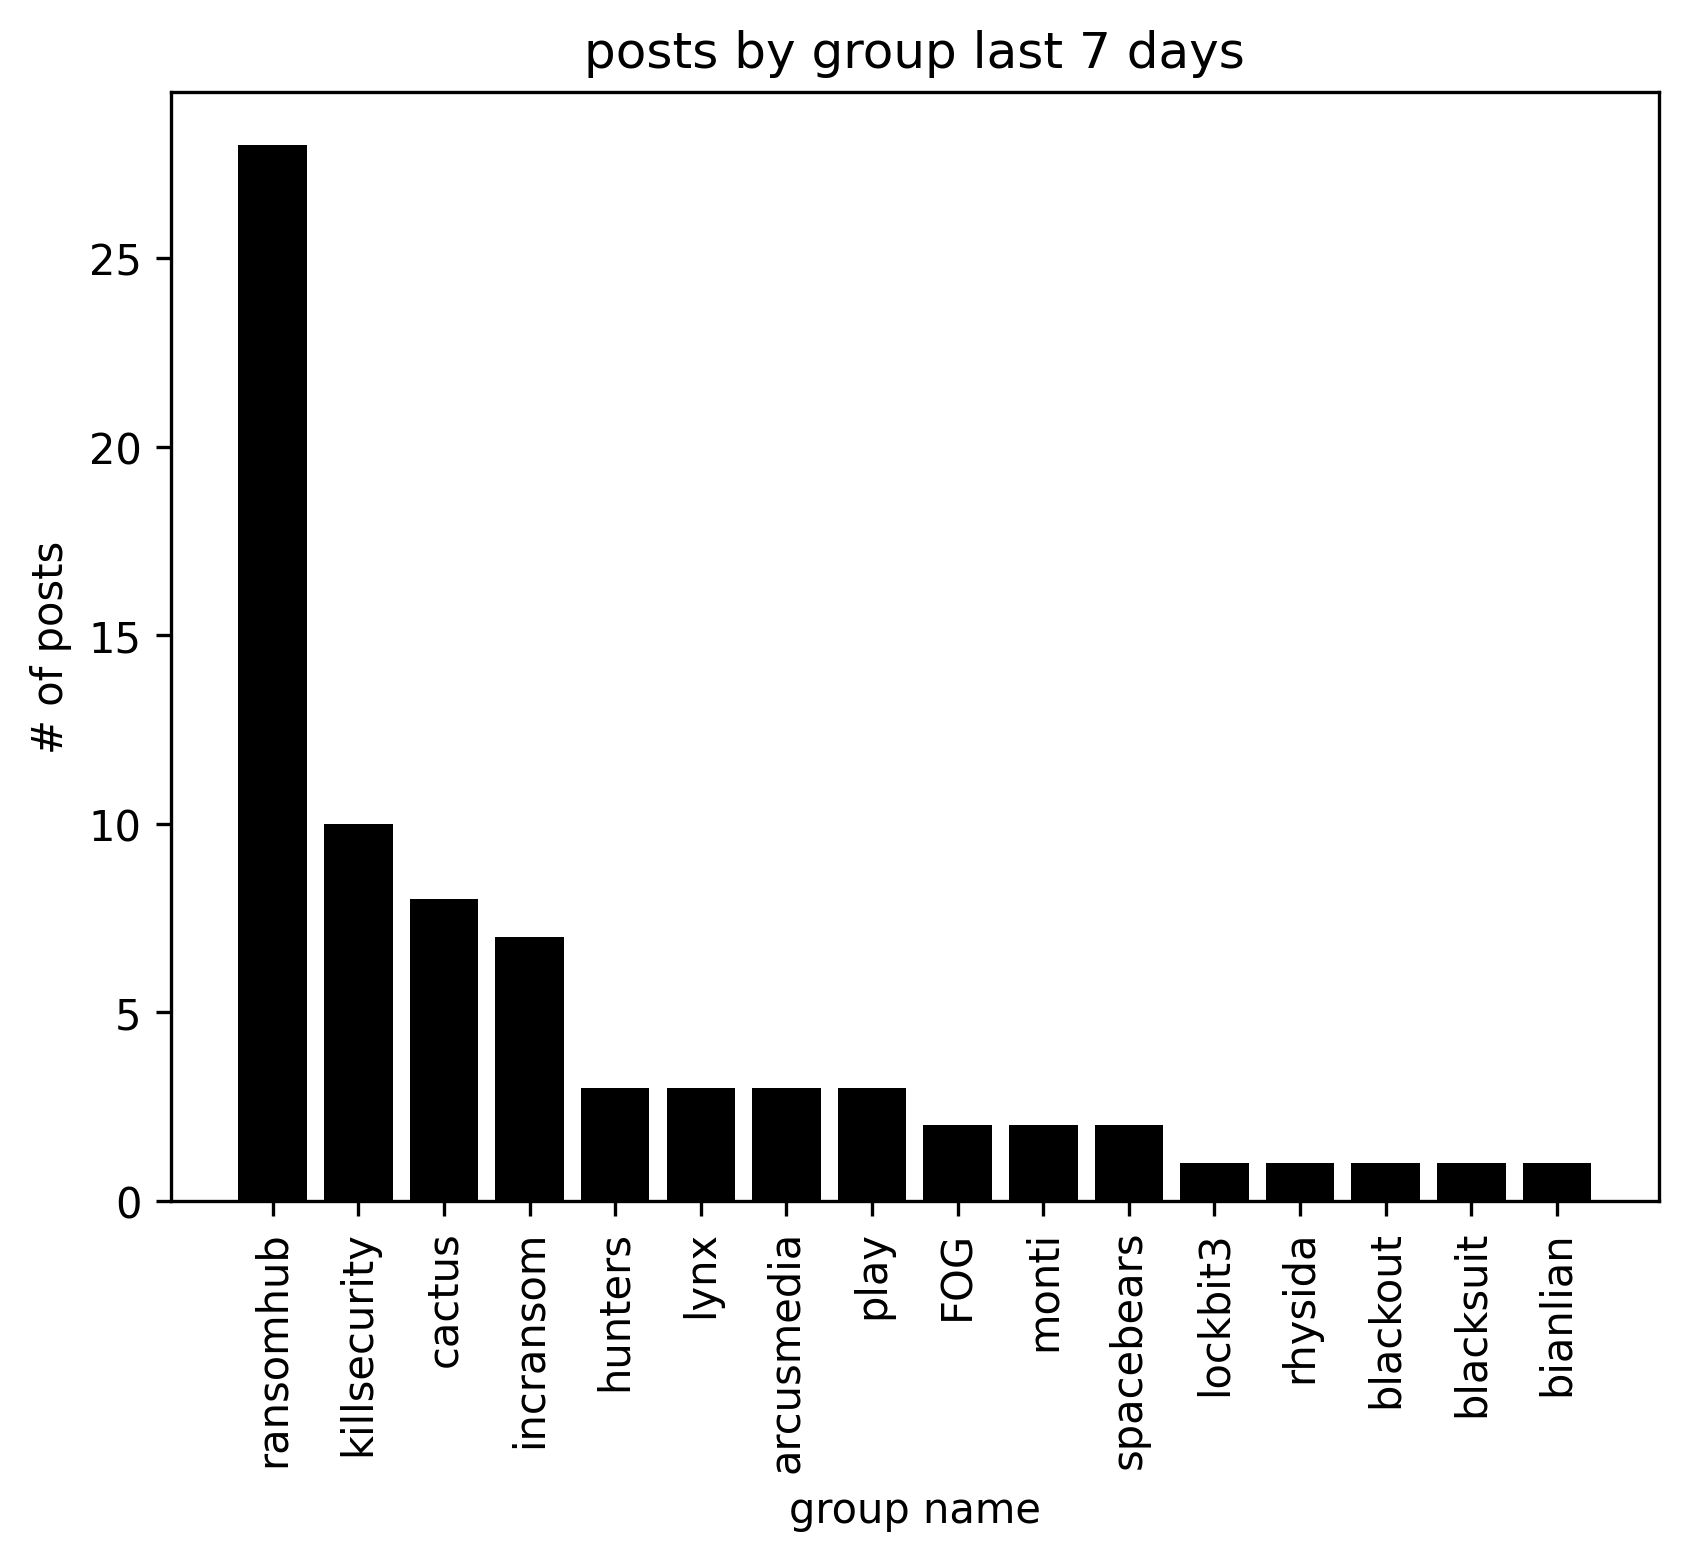 posts by group last 7 days
# of posts
25
20
15
10
5
0
ransomhub
killsecurity
cactus
incransom
hunters
lynx
arcusmedia
play
FOG
monti
spacebears
lockbit3
rhysida
blackout
blacksuit
bianlian
group name